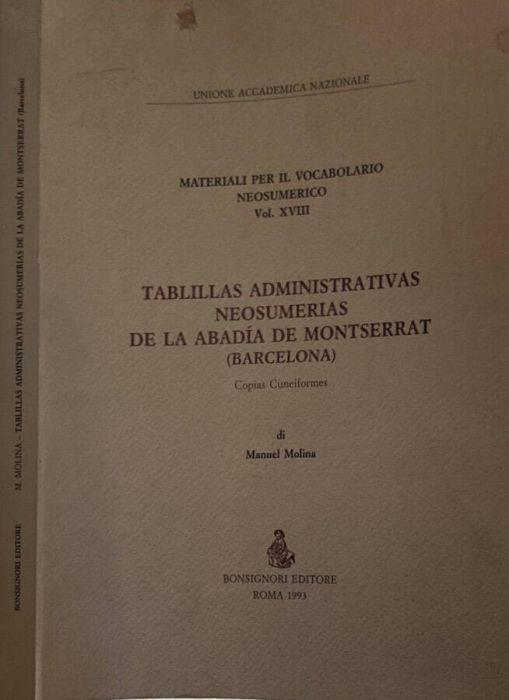 M. MOLINA – TABLILLAS ADMINISTRATIVAS NEOSUMERIAS DE LA ABADÍA DE MONTSERRAT (Barcelona)
BONSIGNORI EDITORE
UNIONE ACCADEMICA NAZIONALE
MATERIALI PER IL VOCABOLARIO
NEOSUMERICO
Vol. XVIII
TABLILLAS ADMINISTRATIVAS
NEOSUMERIAS
DE LA ABADÍA DE MONTSERRAT
(BARCELONA)
Copias Cuneiformes
di
Manuel Molina
BONSIGNORI EDITORE
ROMA 1993